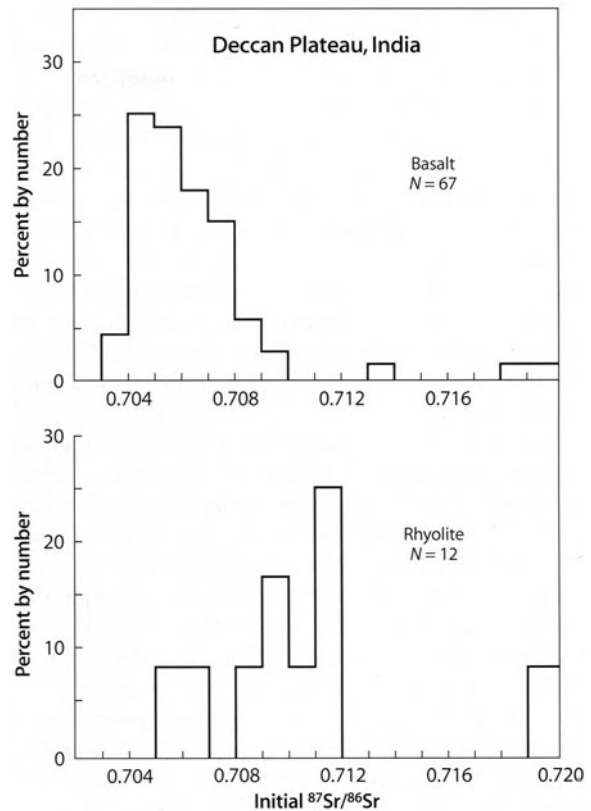 Deccan Plateau, India
30
20
10
0
Percent by number
Basalt
N = 67
0.704 0.708 0.712 0.716
30
20
10
0
Percent by number
Rhyolite
N = 12
0.704 0.708 0.712 0.716 0.720
Initial ⁸⁷Sr/⁸⁶Sr